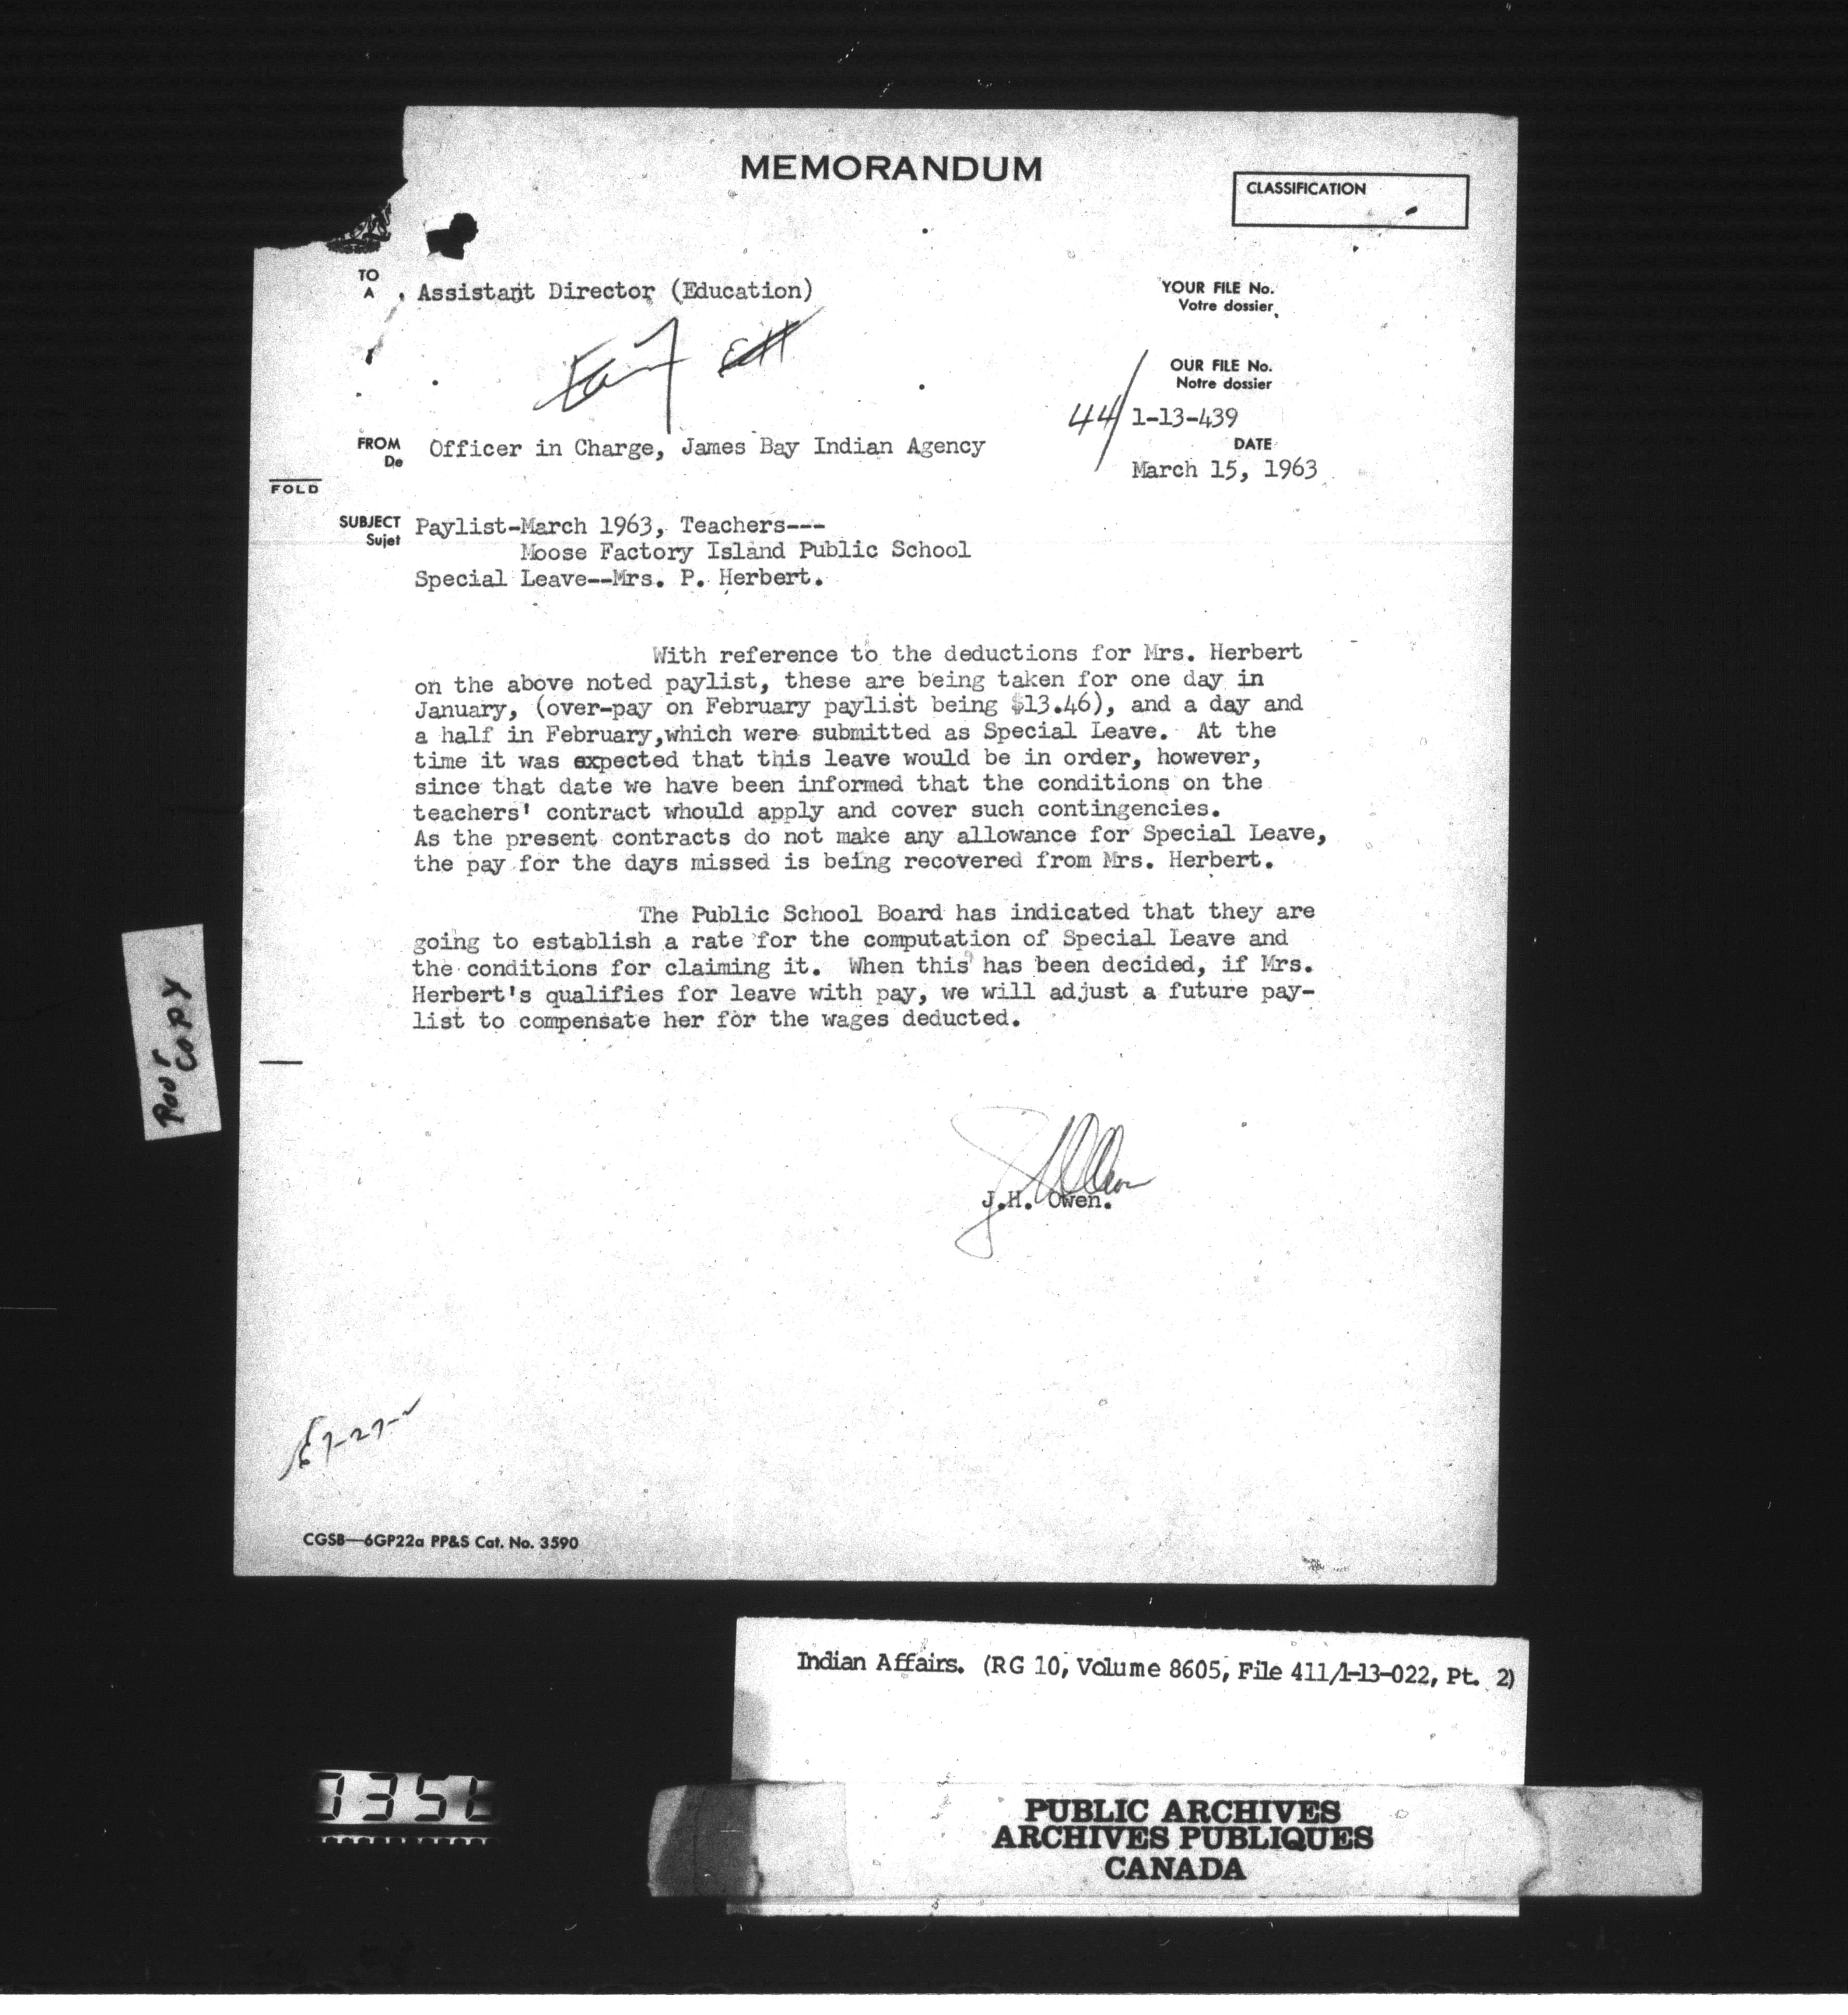 MEMORANDUM
CLASSIFICATION
TO
A
Assistant Director (Education)
YOUR FILE No.
Votre dossier
OUR FILE No.
Notre dossier
44/1-13-439
FROM
De
Officer in Charge, James Bay Indian Agency
DATE
March 15, 1963
FOLD
SUBJECT
Sujet
Paylist-March 1963, Teachers---
Moose Factory Island Public School
Special Leave--Mrs. P. Herbert.
With reference to the deductions for Mrs. Herbert
on the above noted paylist, these are being taken for one day in
January, (over-pay on February paylist being $13.46), and a day and
a half in February,which were submitted as Special Leave. At the
time it was expected that this leave would be in order, however,
since that date we have been informed that the conditions on the
teachers' contract whould apply and cover such contingencies.
As the present contracts do not make any allowance for Special Leave,
the pay for the days missed is being recovered from Mrs. Herbert.
The Public School Board has indicated that they are
going to establish a rate for the computation of Special Leave and
the conditions for claiming it. When this has been decided, if Mrs.
Herbert's qualifies for leave with pay, we will adjust a future pay-
list to compensate her for the wages deducted.
Poor
COPY
J.H. Owen.
CGSB—6GP22a PP&S Cat. No. 3590
Indian Affairs. (RG 10, Volume 8605, File 411/1-13-022, Pt. 2)
PUBLIC ARCHIVES
ARCHIVES PUBLIQUES
CANADA